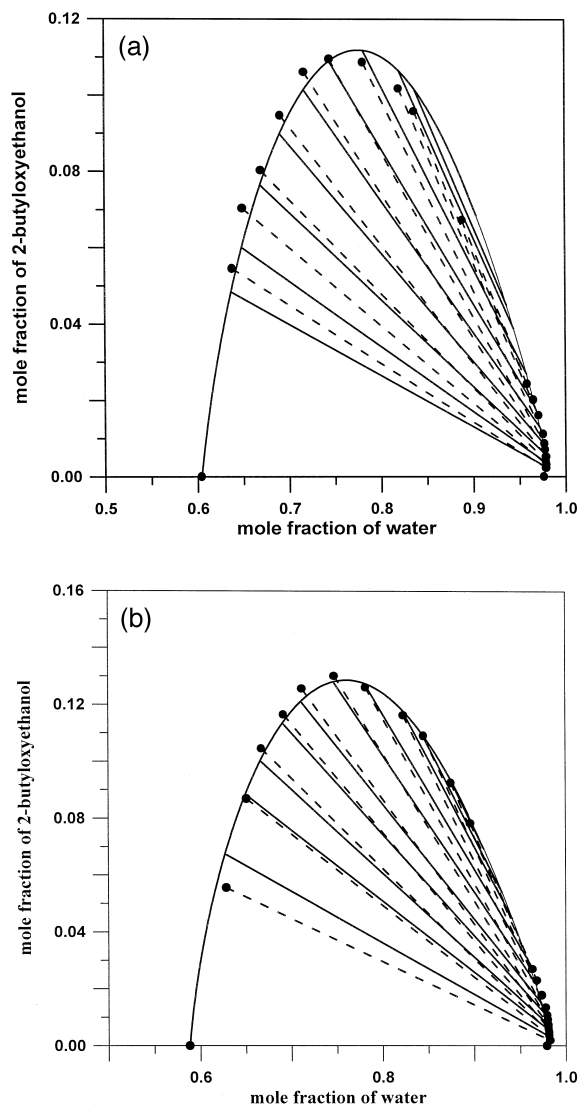 0.12
(a)
0.08
0.04
0.00
mole fraction of 2-butyloxyethanol
0.5 0.6 0.7 0.8 0.9 1.0
mole fraction of water
0.16
(b)
0.12
0.08
0.04
0.00
mole fraction of 2-butyloxyethanol
0.6 0.8 1.0
mole fraction of water